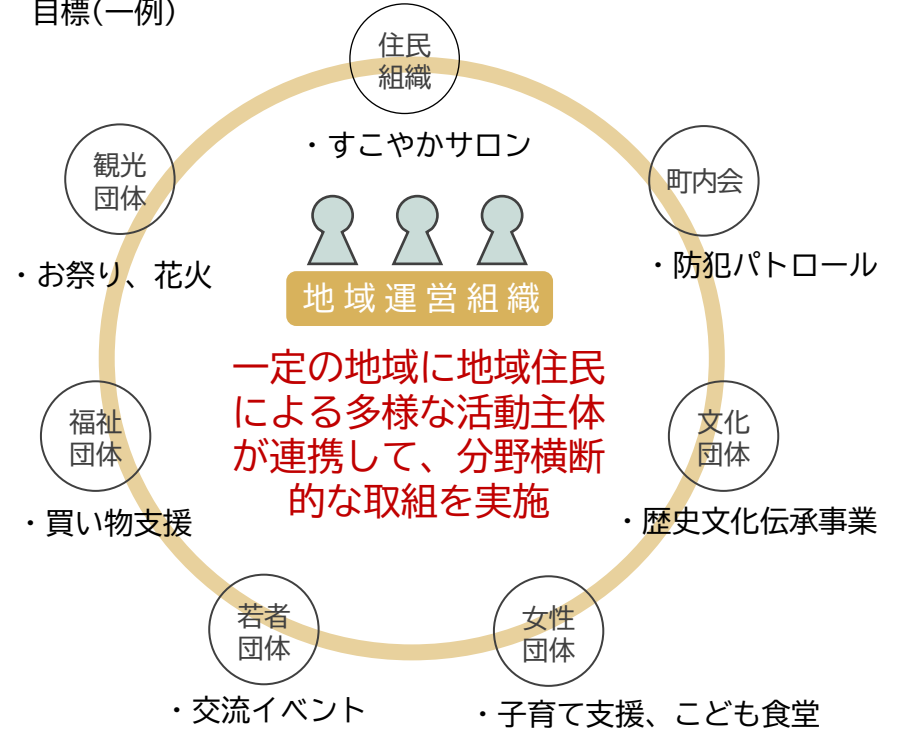 目標(一例)
住民
組織
・すこやかサロン
観光
団体
・お祭り、花火
町内会
・防犯パトロール
地域運営組織
一定の地域に地域住民
による多様な活動主体
が連携して、分野横断
的な取組を実施
福祉
団体
・買い物支援
文化
団体
・歴史文化伝承事業
若者
団体
・交流イベント
女性
団体
・子育て支援、こども食堂